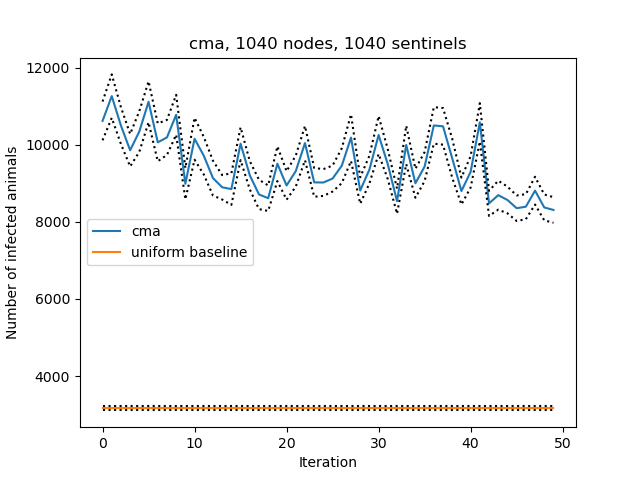 cma, 1040 nodes, 1040 sentinels
12000
10000
8000
6000
4000
Number of infected animals
cma
uniform baseline
0
10
20
30
40
50
Iteration